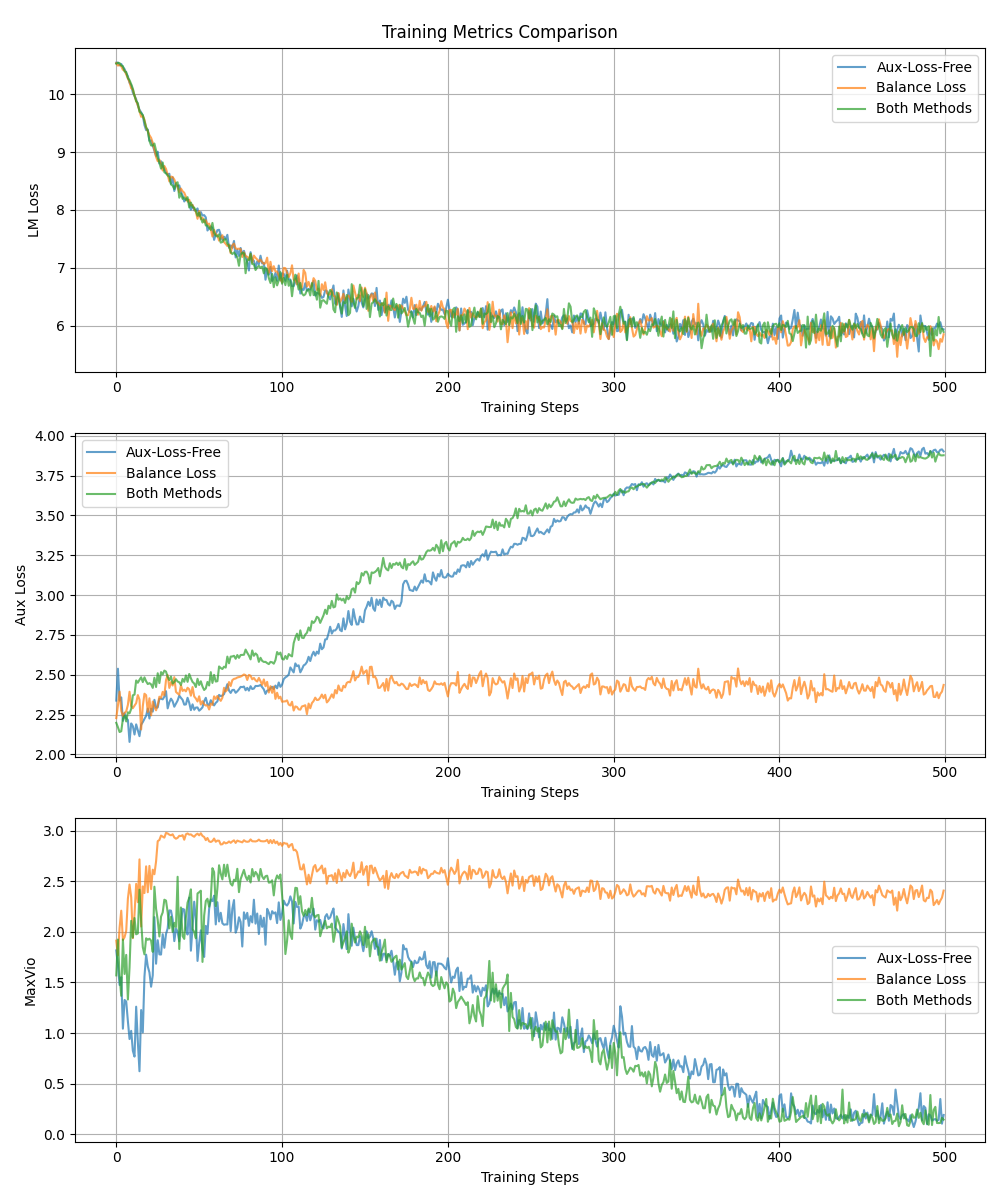 Training Metrics Comparison
LM Loss
10
9
8
7
6
Aux-Loss-Free
Balance Loss
Both Methods
0 100 200 300 400 500
Training Steps
Aux Loss
4.00
3.75
3.50
3.25
3.00
2.75
2.50
2.25
2.00
Aux-Loss-Free
Balance Loss
Both Methods
0 100 200 300 400 500
Training Steps
MaxVio
3.0
2.5
2.0
1.5
1.0
0.5
0.0
Aux-Loss-Free
Balance Loss
Both Methods
0 100 200 300 400 500
Training Steps